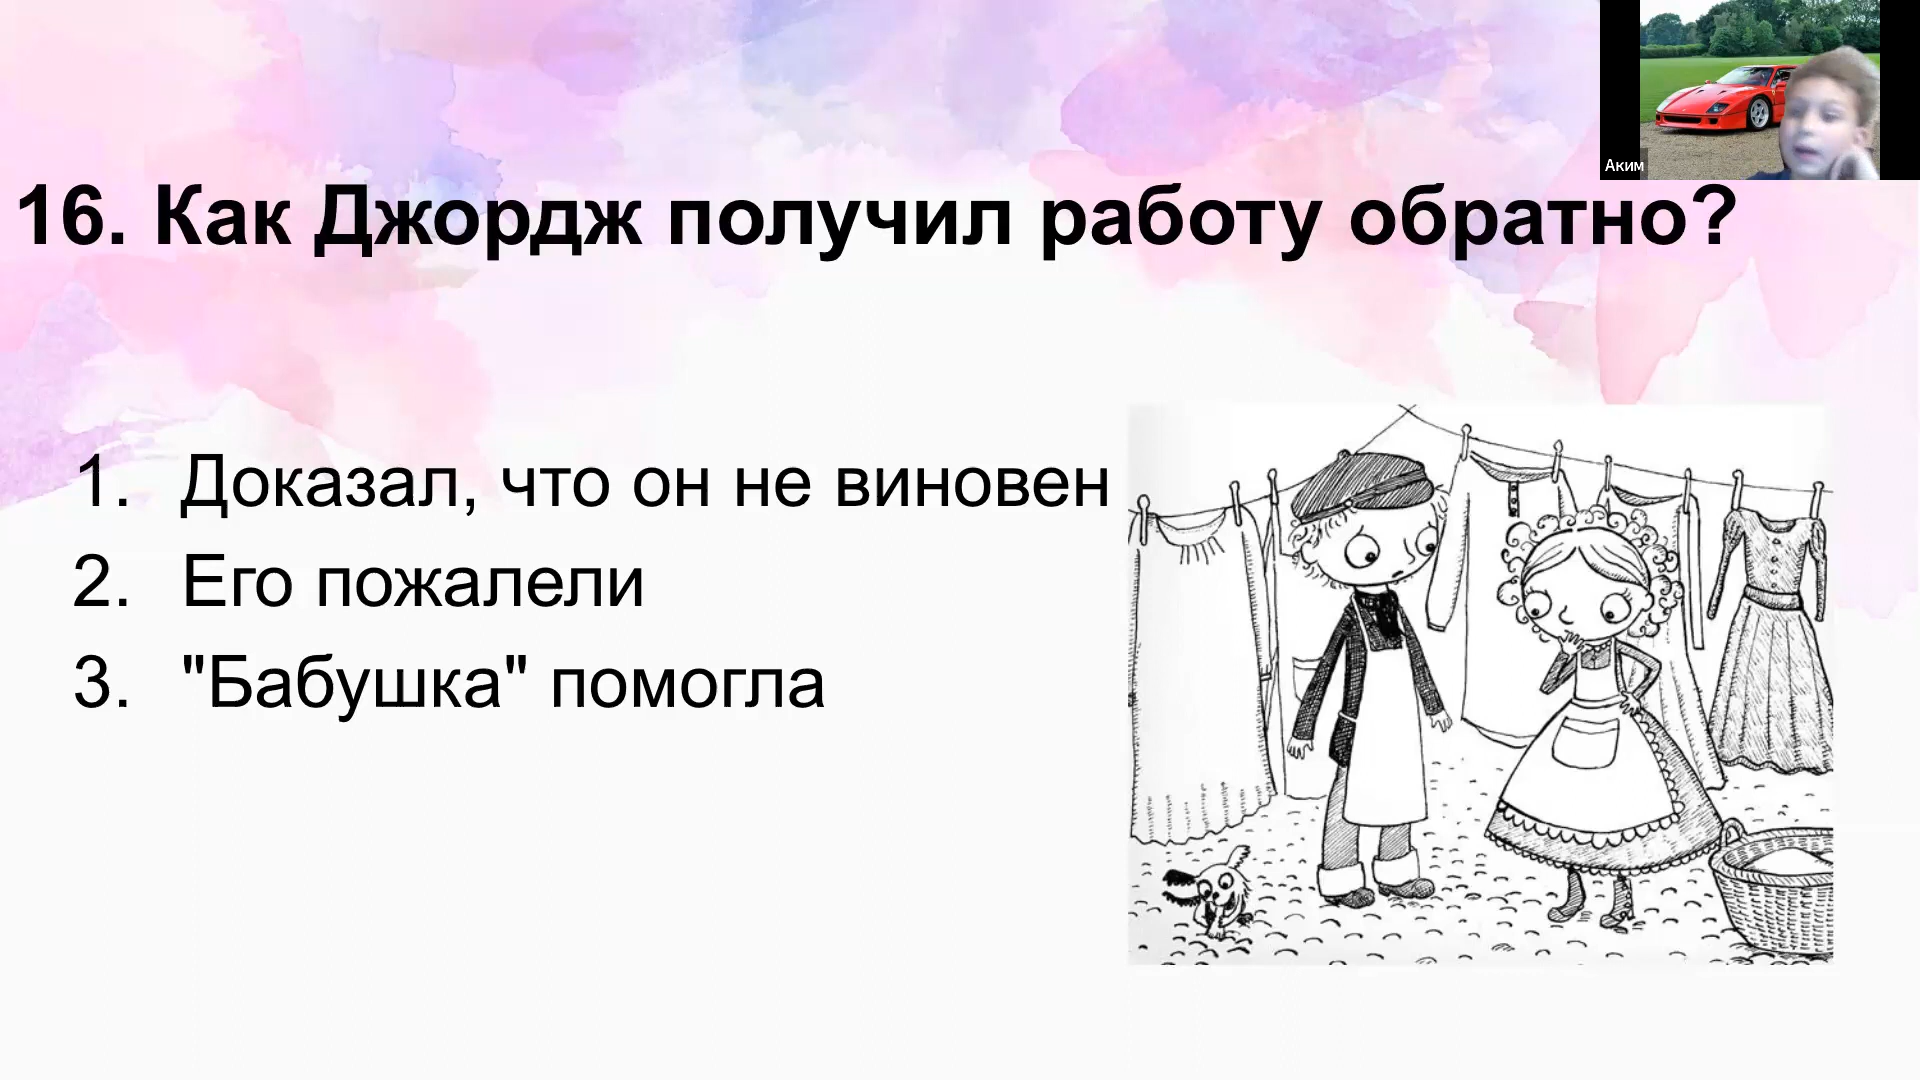 Аким
16. Как Джордж получил работу обратно?
1. Доказал, что он не виновен
2. Его пожалели
3. "Бабушка" помогла